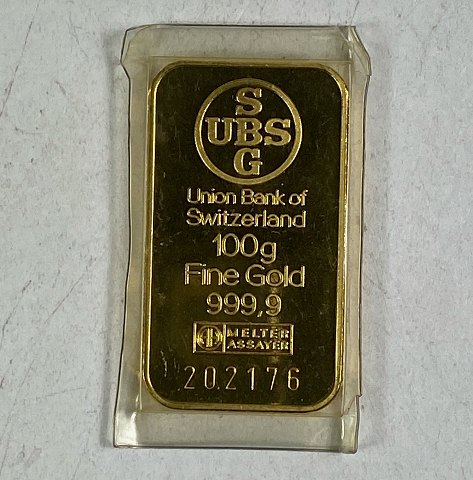 S
UBS
G
Union Bank of
Switzerland
100g
Fine Gold
999,9
MELTER
ASSAYER
202176